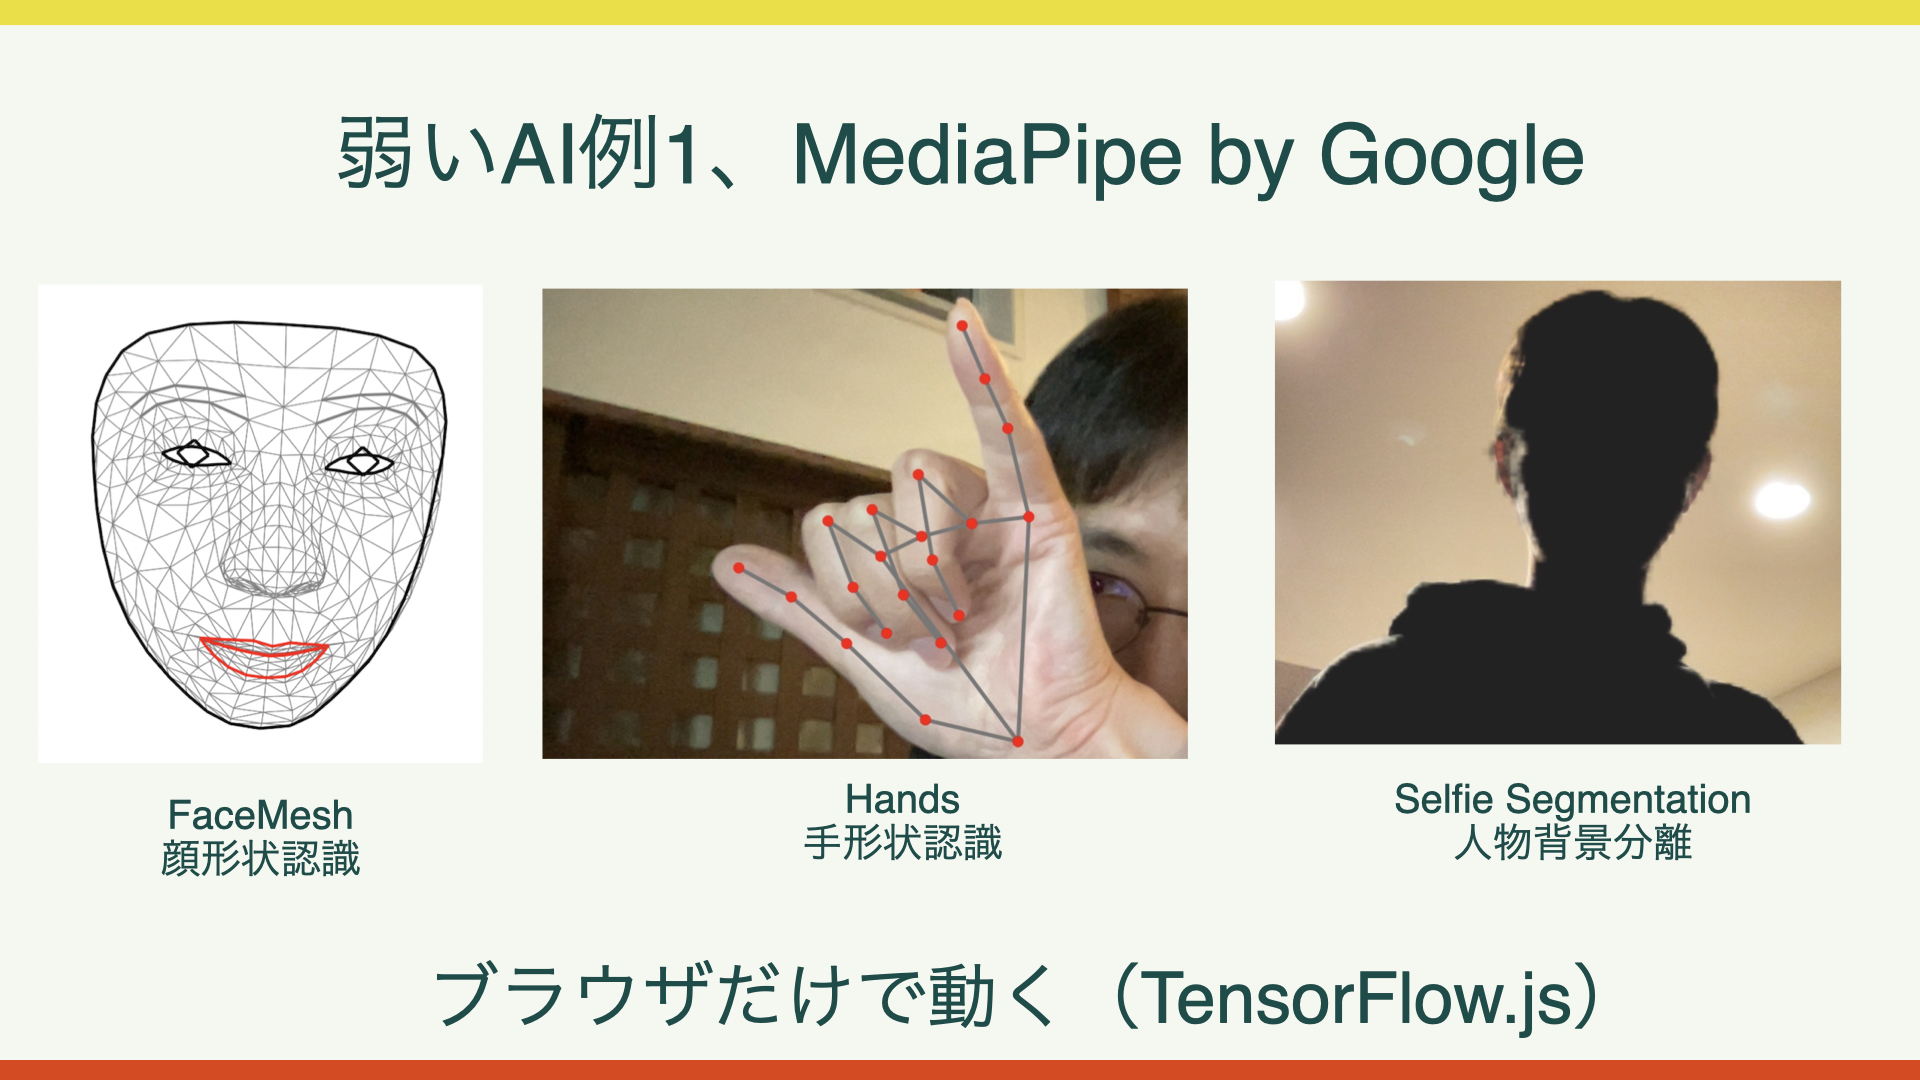 弱いAI例1、MediaPipe by Google
FaceMesh
顔形状認識
Hands
手形状認識
Selfie Segmentation
人物背景分離
ブラウザだけで動く（TensorFlow.js）